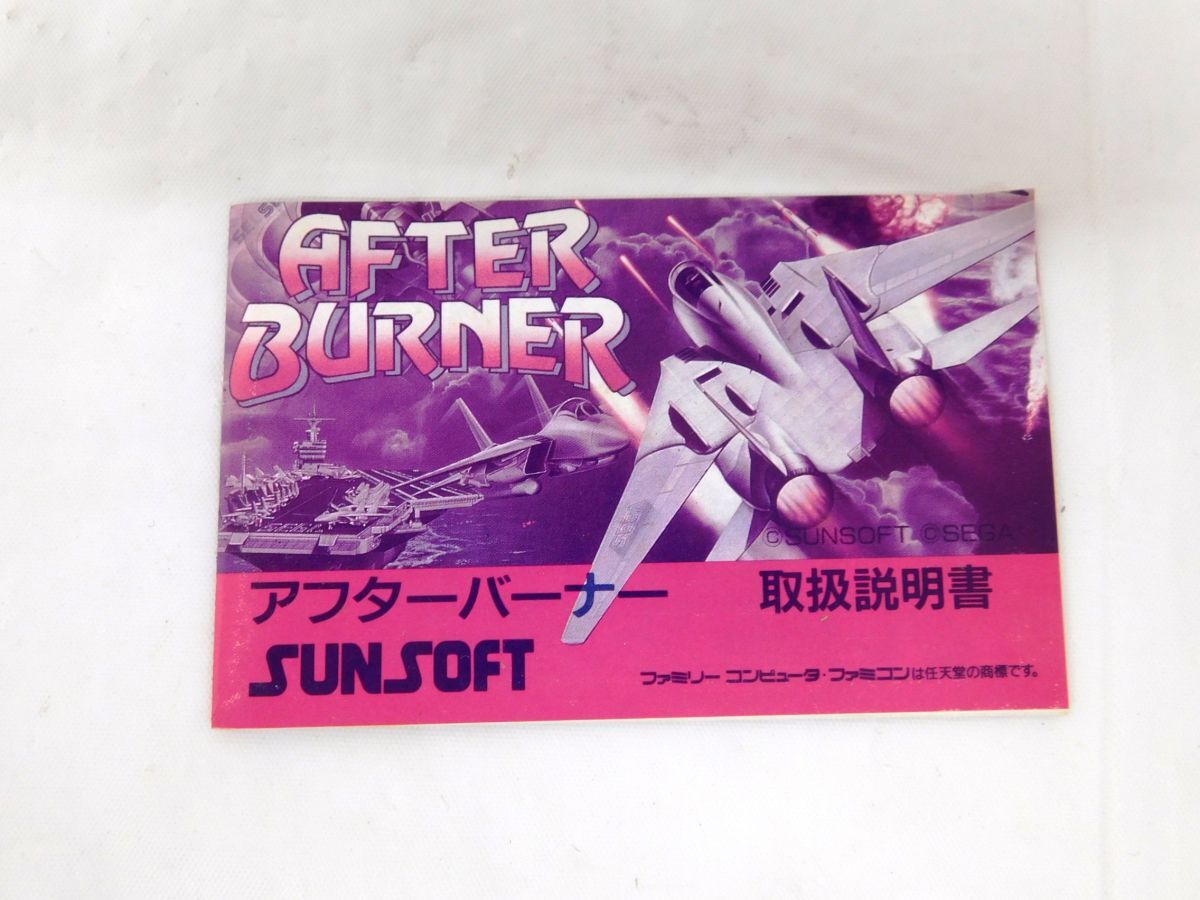 AFTER
BURNER
©SUNSOFT ©SEGA
アフターバーナー 取扱説明書
SUNSOFT
ファミリー コンピュータ・ファミコンは任天堂の商標です。